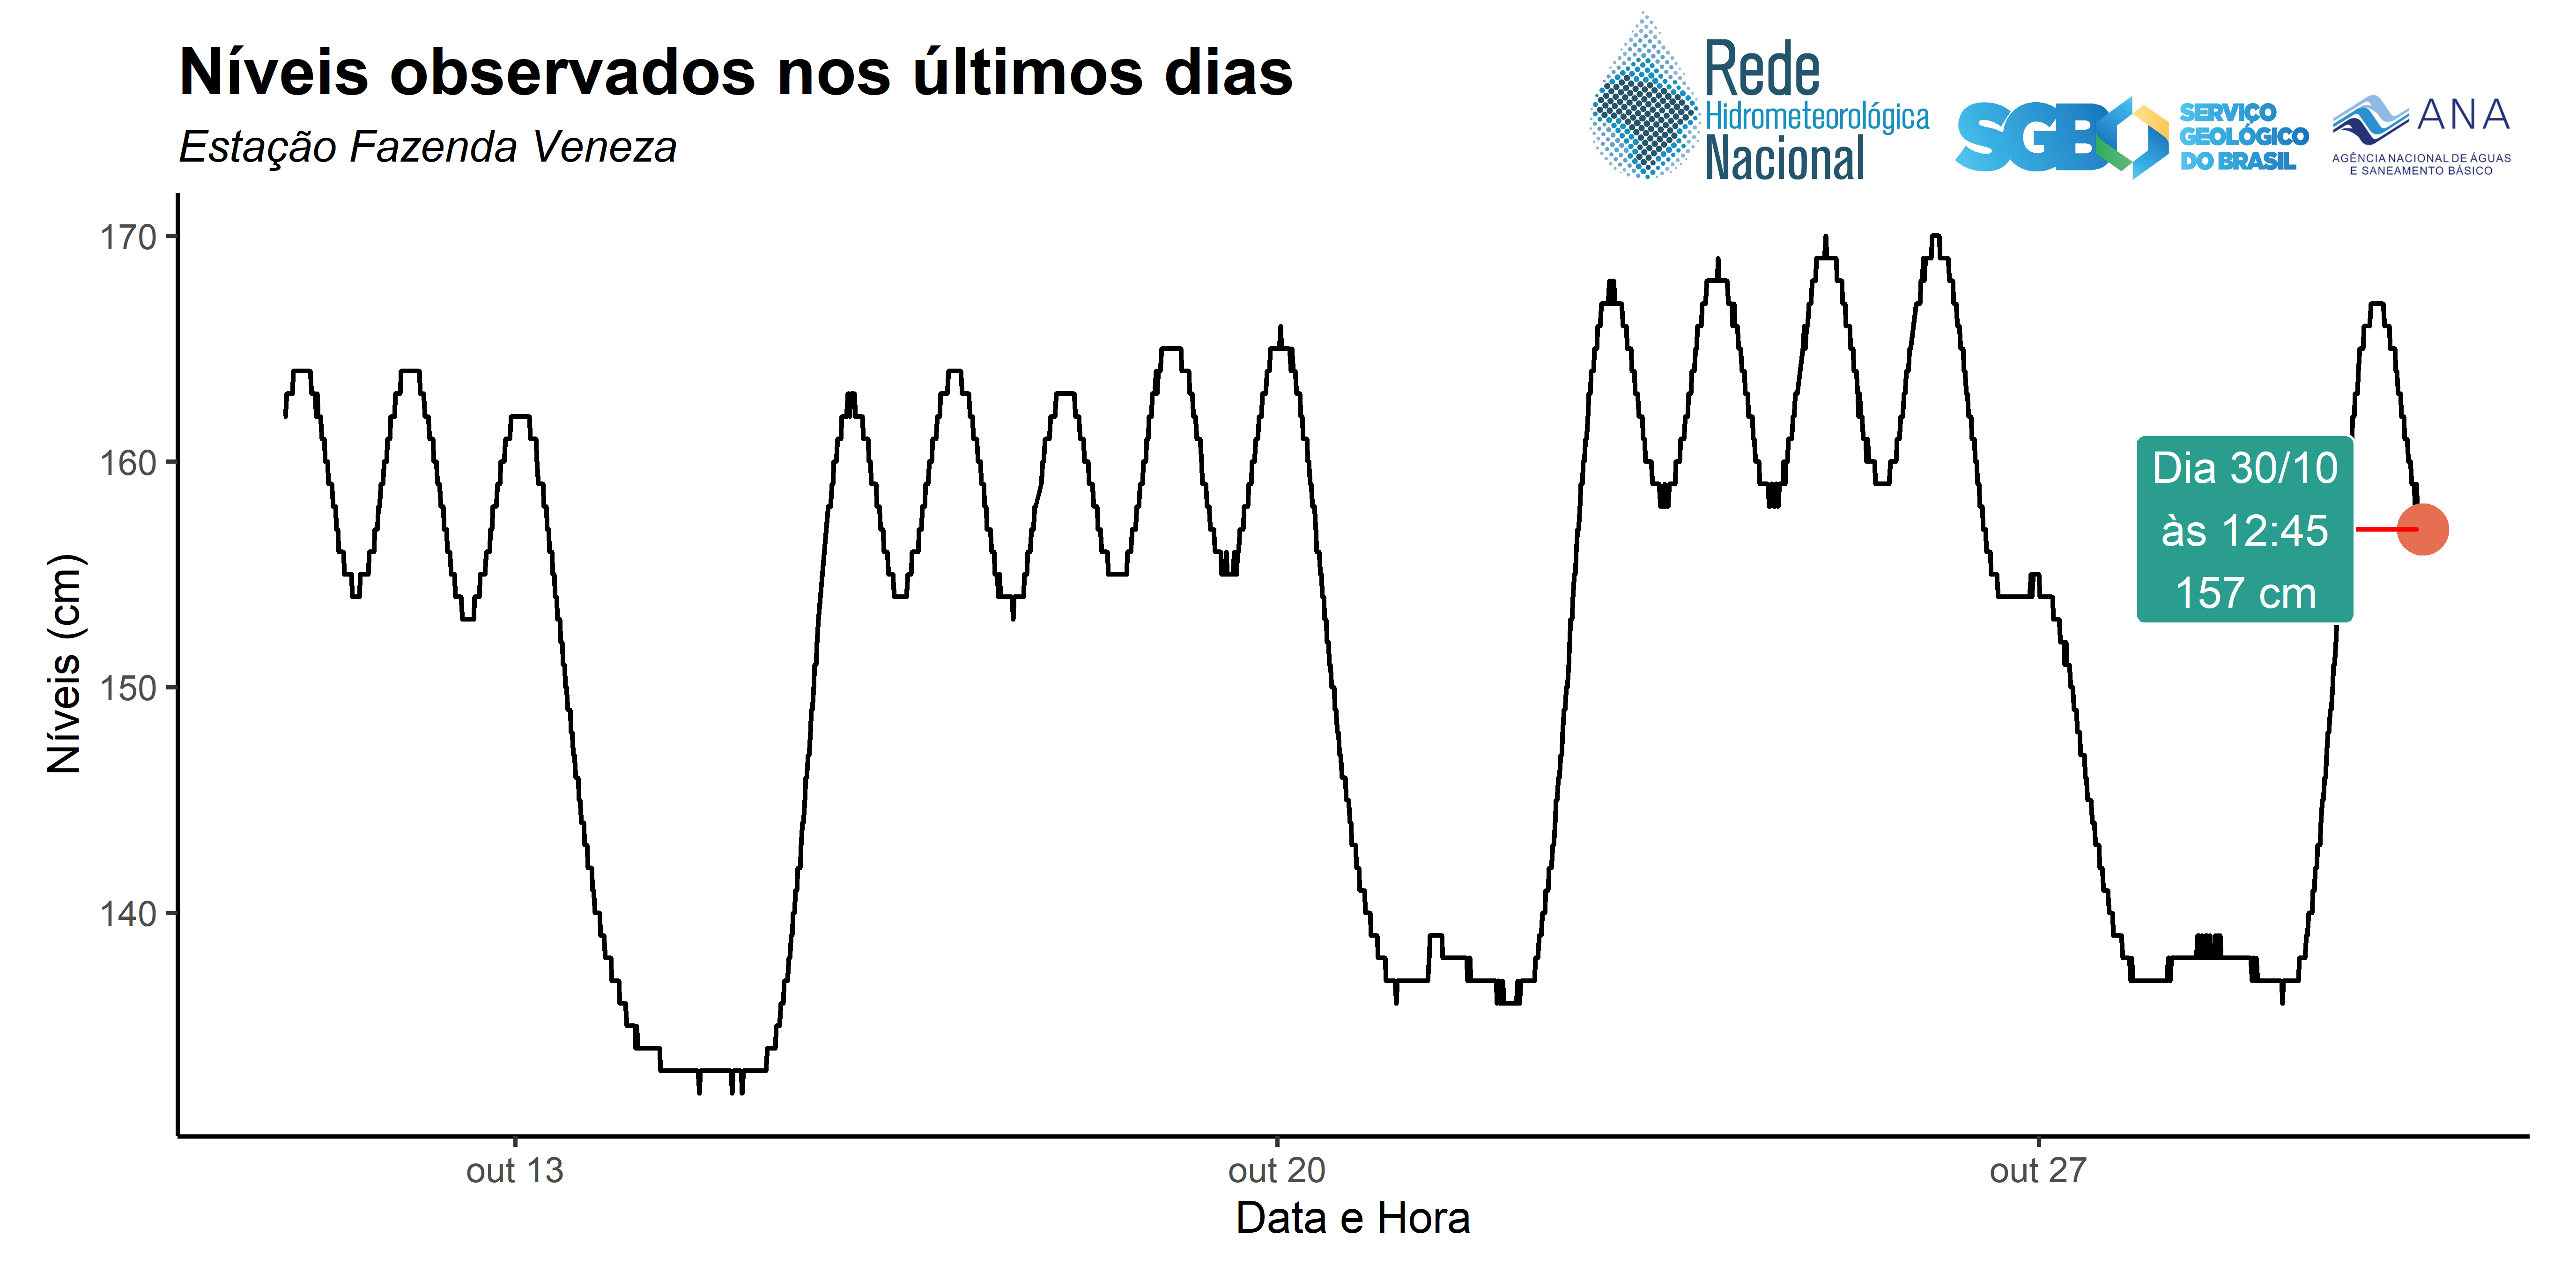 Níveis observados nos últimos dias
Estação Fazenda Veneza
Rede
Hidrometeorológica
Nacional
SGB
SERVIÇO
GEOLÓGICO
DO BRASIL
ANA
AGÊNCIA NACIONAL DE ÁGUAS
E SANEAMENTO BÁSICO
170
160
150
140
Níveis (cm)
Dia 30/10
às 12:45
157 cm
out 13
out 20
out 27
Data e Hora